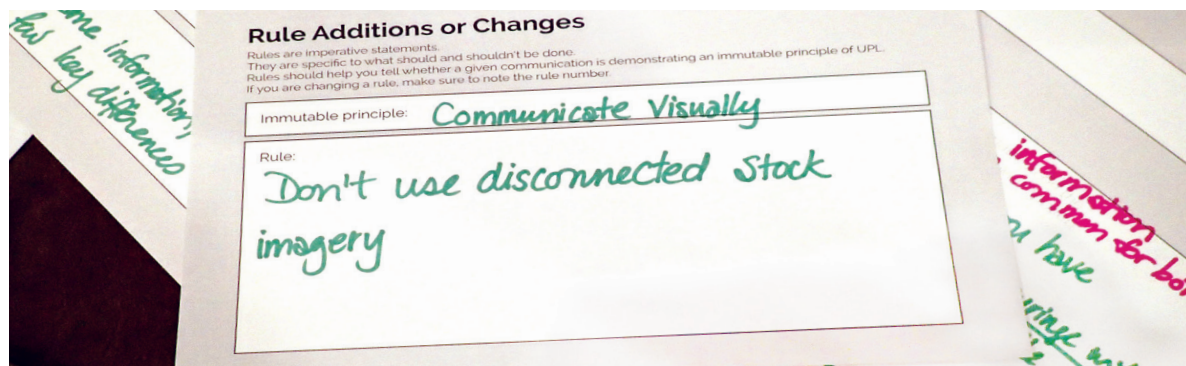 me information,
few key differences
Rule Additions or Changes
Rules are imperative statements.
They are specific to what should and shouldn't be done.
Rules should help you tell whether a given communication is demonstrating an immutable principle of UPL.
If you are changing a rule, make sure to note the rule number.
Immutable principle: Communicate Visually
Rule:
Don't use disconnected stock
imagery
information
common for
have